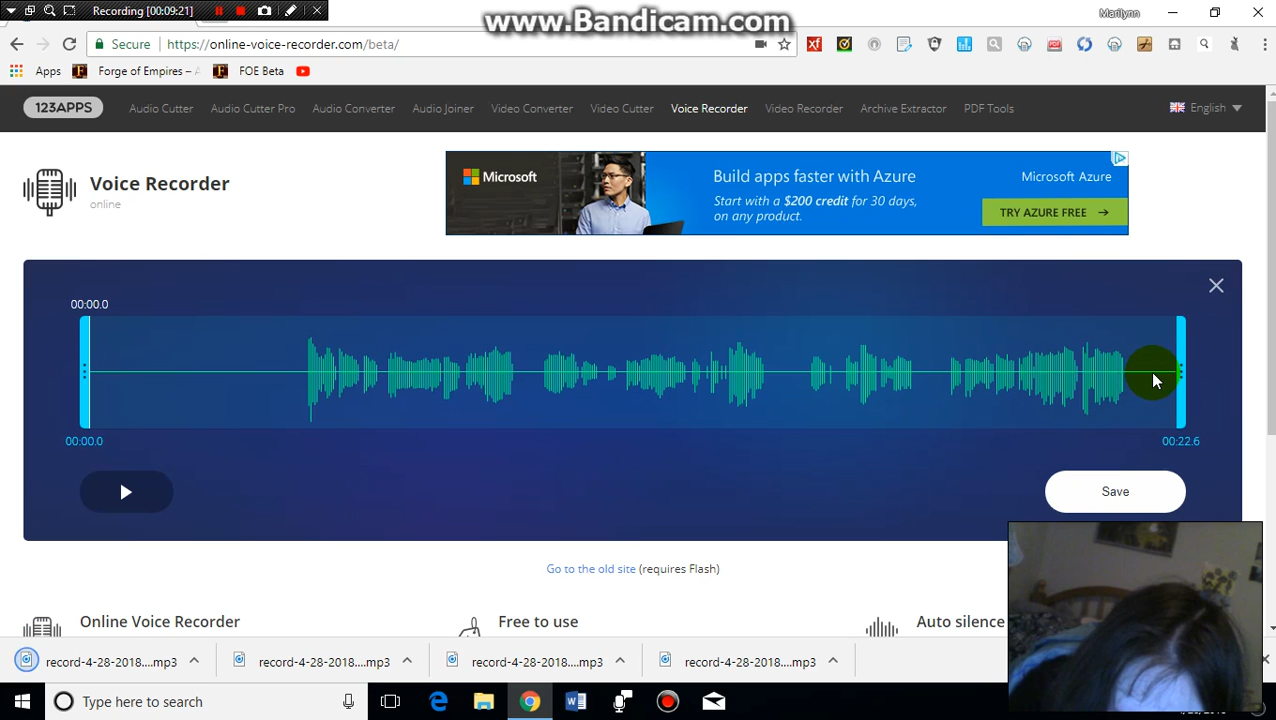 Recording [00:09:21]
www.Bandicam.com
Marilynn
Secure
https://online-voice-recorder.com/beta/
Apps
Forge of Empires –
FOE Beta
123APPS
Audio Cutter
Audio Cutter Pro
Audio Converter
Audio Joiner
Video Converter
Video Cutter
Voice Recorder
Video Recorder
Archive Extractor
PDF Tools
English
Voice Recorder
online
Microsoft
Build apps faster with Azure
Start with a $200 credit for 30 days,
on any product.
Microsoft Azure
TRY AZURE FREE
00:00.0
00:00.0
00:22.6
Save
Go to the old site (requires Flash)
Online Voice Recorder
Free to use
Auto silence
record-4-28-2018....mp3
record-4-28-2018....mp3
record-4-28-2018....mp3
record-4-28-2018....mp3
Type here to search